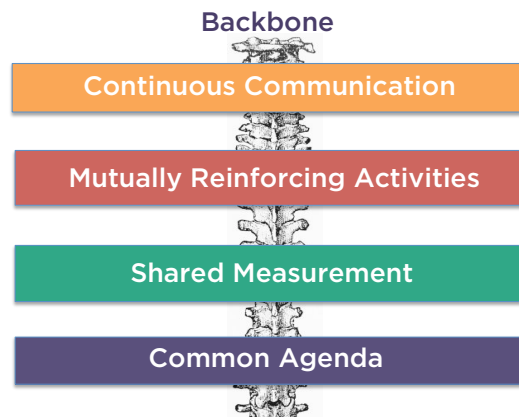 Backbone
Continuous Communication
Mutually Reinforcing Activities
Shared Measurement
Common Agenda